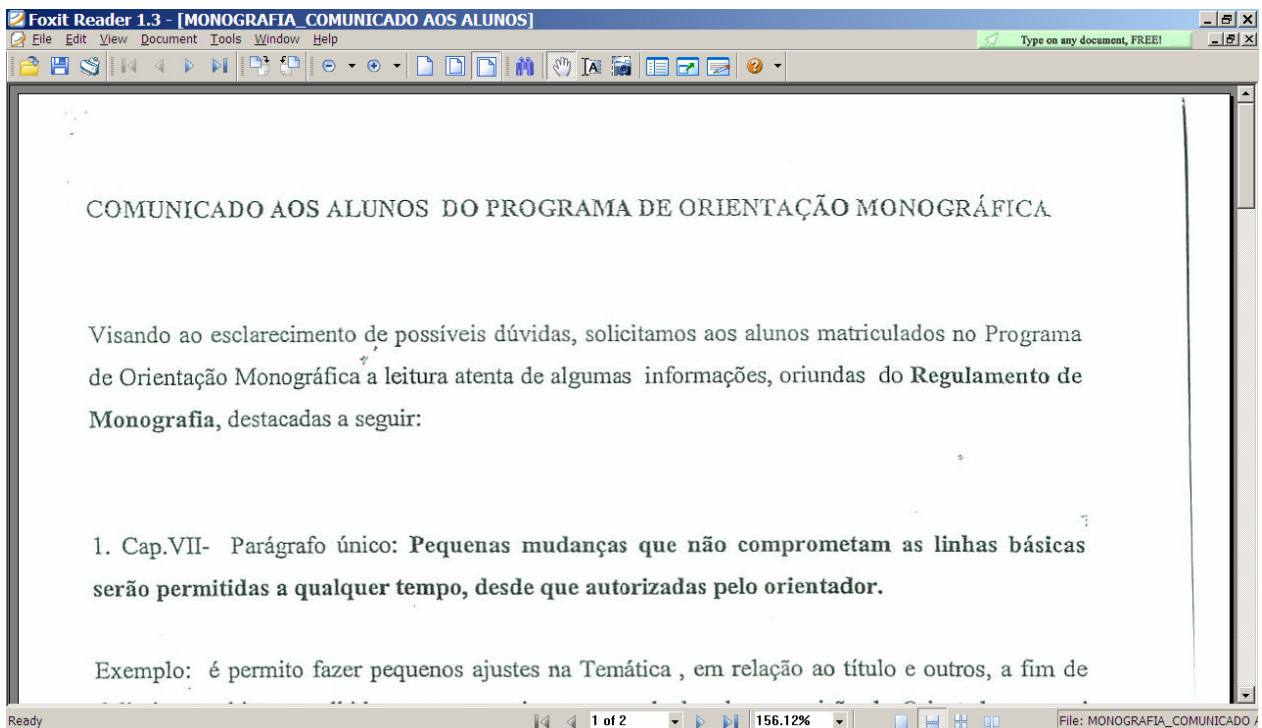 Foxit Reader 1.3 - [MONOGRAFIA_COMUNICADO AOS ALUNOS]
File Edit View Document Tools Window Help
Type on any document, FREE!
COMUNICADO AOS ALUNOS DO PROGRAMA DE ORIENTAÇÃO MONOGRÁFICA
Visando ao esclarecimento de possíveis dúvidas, solicitamos aos alunos matriculados no Programa
de Orientação Monográfica a leitura atenta de algumas informações, oriundas do Regulamento de
Monografia, destacadas a seguir:
1. Cap.VII- Parágrafo único: Pequenas mudanças que não comprometam as linhas básicas
serão permitidas a qualquer tempo, desde que autorizadas pelo orientador.
Exemplo: é permito fazer pequenos ajustes na Temática , em relação ao título e outros, a fim de
Ready
1 of 2
156.12%
File: MONOGRAFIA_COMUNICADO